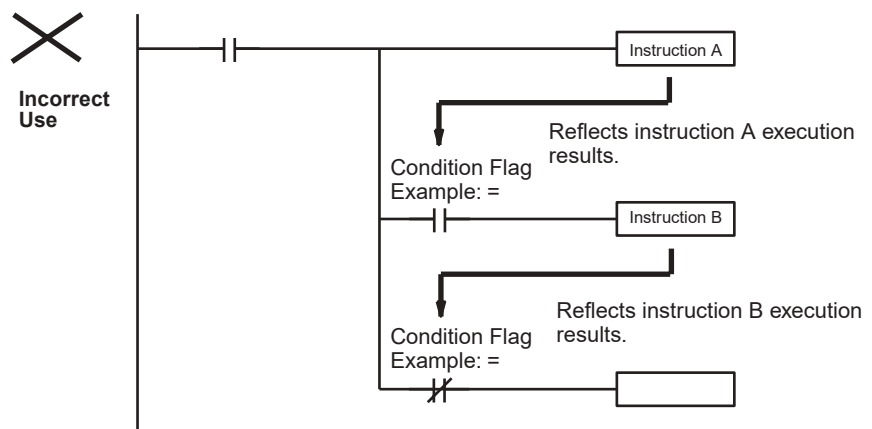 Incorrect
Use
Instruction A
Reflects instruction A execution
results.
Condition Flag
Example: =
Instruction B
Reflects instruction B execution
results.
Condition Flag
Example: =